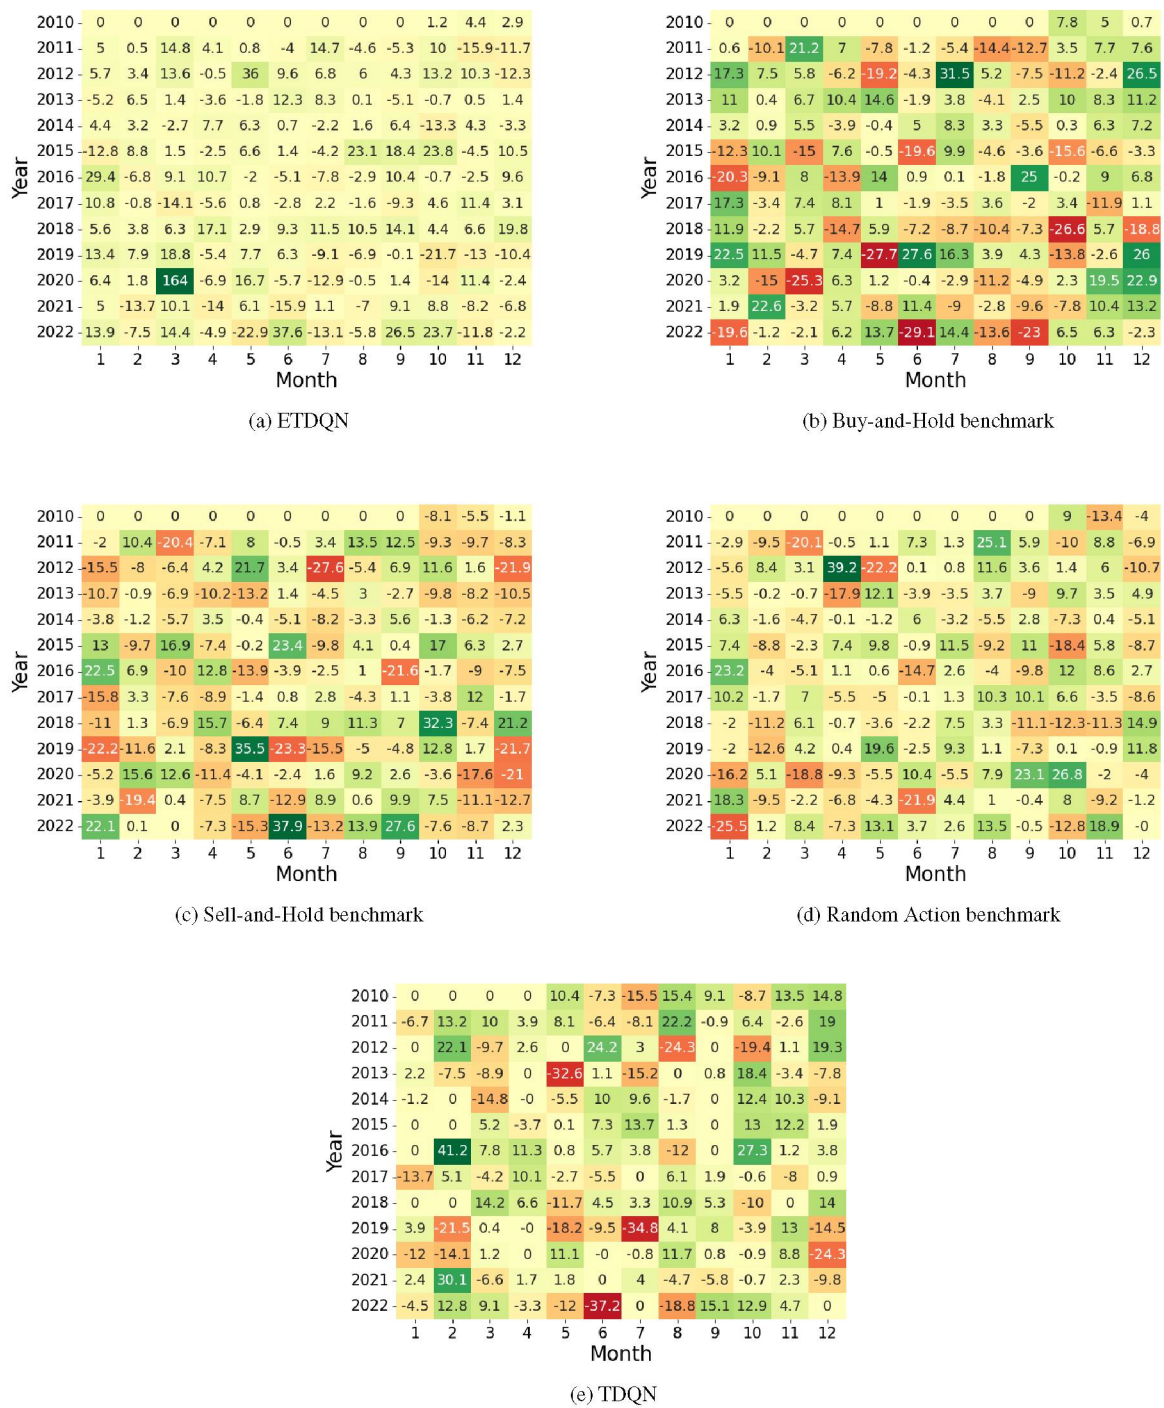 2010 0 0 0 0 0 0 0 0 0 1.2 4.4 2.9
2011 5 0.5 14.8 4.1 0.8 -4 14.7 -4.6 -5.3 10 -15.9 -11.7
2012 5.7 3.4 13.6 -0.5 36 9.6 6.8 6 4.3 13.2 10.3 -12.3
2013 -5.2 6.5 1.4 -3.6 -1.8 12.3 8.3 0.1 -5.1 -0.7 0.5 1.4
2014 4.4 3.2 -2.7 7.7 6.3 0.7 -2.2 1.6 6.4 -13.3 4.3 -3.3
2015 -12.8 8.8 1.5 -2.5 6.6 1.4 -4.2 23.1 18.4 23.8 -4.5 10.5
2016 29.4 -6.8 9.1 10.7 -2 -5.1 -7.8 -2.9 10.4 -0.7 -2.5 9.6
2017 10.8 -0.8 -14.1 -5.6 0.8 -2.8 2.2 -1.6 -9.3 4.6 11.4 3.1
2018 5.6 3.8 6.3 17.1 2.9 9.3 11.5 10.5 14.1 4.4 6.6 19.8
2019 13.4 7.9 18.8 -5.4 7.7 6.3 -9.1 -6.9 -0.1 -21.7 -13 -10.4
2020 6.4 1.8 164 -6.9 16.7 -5.7 -12.9 -0.5 1.4 -14 11.4 -2.4
2021 5 -13.7 10.1 -14 6.1 -15.9 1.1 -7 9.1 8.8 -8.2 -6.8
2022 13.9 -7.5 14.4 -4.9 -22.9 37.6 -13.1 -5.8 26.5 23.7 -11.8 -2.2
1 2 3 4 5 6 7 8 9 10 11 12
Year
Month
(a) ETDQN
2010 0 0 0 0 0 0 0 0 0 7.8 5 0.7
2011 0.6 -10.1 21.2 7 -7.8 -1.2 -5.4 -14.4 -12.7 3.5 7.7 7.6
2012 17.3 7.5 5.8 -6.2 -19.2 -4.3 31.5 5.2 -7.5 -11.2 -2.4 26.5
2013 11 0.4 6.7 10.4 14.6 -1.9 3.8 -4.1 2.5 10 8.3 11.2
2014 3.2 0.9 5.5 -3.9 -0.4 5 8.3 3.3 -5.5 0.3 6.3 7.2
2015 -12.3 10.1 -15 7.6 -0.5 -19.6 9.9 -4.6 -3.6 -15.6 -6.6 -3.3
2016 -20.3 -9.1 8 -13.9 14 0.9 0.1 -1.8 25 -0.2 9 6.8
2017 17.3 -3.4 7.4 8.1 1 -1.9 -3.5 3.6 -2 3.4 -11.9 1.1
2018 11.9 -2.2 5.7 -14.7 5.9 -7.2 -8.7 -10.4 -7.3 -26.6 5.7 -18.8
2019 22.5 11.5 -4.7 7.4 -27.7 27.6 16.3 3.9 4.3 -13.8 -2.6 26
2020 3.2 -15 -25.3 6.3 1.2 -0.4 -2.9 -11.2 -4.9 2.3 19.5 22.9
2021 1.9 22.6 -3.2 5.7 -8.8 11.4 -9 -2.8 -9.6 -7.8 10.4 13.2
2022 -19.6 -1.2 -2.1 6.2 13.7 -29.1 14.4 -13.6 -23 6.5 6.3 -2.3
1 2 3 4 5 6 7 8 9 10 11 12
Year
Month
(b) Buy-and-Hold benchmark
2010 0 0 0 0 0 0 0 0 0 -8.1 -5.5 -1.1
2011 -2 10.4 -20.4 -7.1 8 -0.5 3.4 13.5 12.5 -9.3 -9.7 -8.3
2012 -15.5 -8 -6.4 4.2 21.7 3.4 -27.6 -5.4 6.9 11.6 1.6 -21.9
2013 -10.7 -0.9 -6.9 -10.2 -13.2 1.4 -4.5 3 -2.7 -9.8 -8.2 -10.5
2014 -3.8 -1.2 -5.7 3.5 -0.4 -5.1 -8.2 -3.3 5.6 -1.3 -6.2 -7.2
2015 13 -9.7 16.9 -7.4 -0.2 23.4 -9.8 4.1 0.4 17 6.3 2.7
2016 22.5 6.9 -10 12.8 -13.9 -3.9 -2.5 1 -21.6 -1.7 -9 -7.5
2017 -15.8 3.3 -7.6 -8.9 -1.4 0.8 2.8 -4.3 1.1 -3.8 12 -1.7
2018 -11 1.3 -6.9 15.7 -6.4 7.4 9 11.3 7 32.3 -7.4 21.2
2019 -22.2 -11.6 2.1 -8.3 35.5 -23.3 -15.5 -5 -4.8 12.8 1.7 -21.7
2020 -5.2 15.6 12.6 -11.4 -4.1 -2.4 1.6 9.2 2.6 -3.6 -17.6 -21
2021 -3.9 -19.4 0.4 -7.5 8.7 -12.9 8.9 0.6 9.9 7.5 -11.1 -12.7
2022 22.1 0.1 0 -7.3 -15.3 37.9 -13.2 13.9 27.6 -7.6 -8.7 2.3
1 2 3 4 5 6 7 8 9 10 11 12
Year
Month
(c) Sell-and-Hold benchmark
2010 0 0 0 0 0 0 0 0 0 9 -13.4 -4
2011 -2.9 -9.5 -20.1 -0.5 1.1 7.3 1.3 25.1 5.9 -10 8.8 -6.9
2012 -5.6 8.4 3.1 39.2 -22.2 0.1 0.8 11.6 3.6 1.4 6 -10.7
2013 -5.5 -0.2 -0.7 -17.9 12.1 -3.9 -3.5 3.7 -9 9.7 3.5 4.9
2014 6.3 -1.6 -4.7 -0.1 -1.2 6 -3.2 -5.5 2.8 -7.3 0.4 -5.1
2015 7.4 -8.8 -2.3 7.4 9.8 -0.9 11.5 -9.2 11 -18.4 5.8 -8.7
2016 23.2 -4 -5.1 1.1 0.6 -14.7 2.6 -4 -9.8 12 8.6 2.7
2017 10.2 -1.7 7 -5.5 -5 -0.1 1.3 10.3 10.1 6.6 -3.5 -8.6
2018 -2 -11.2 6.1 -0.7 -3.6 -2.2 7.5 3.3 -11.1 -12.3 -11.3 14.9
2019 -2 -12.6 4.2 0.4 19.6 -2.5 9.3 1.1 -7.3 0.1 -0.9 11.8
2020 -16.2 5.1 -18.8 -9.3 -5.5 10.4 -5.5 7.9 23.1 26.8 -2 -4
2021 18.3 -9.5 -2.2 -6.8 -4.3 -21.9 4.4 1 -0.4 8 -9.2 -1.2
2022 -25.5 1.2 8.4 -7.3 13.1 3.7 2.6 13.5 -0.5 -12.8 18.9 -0
1 2 3 4 5 6 7 8 9 10 11 12
Year
Month
(d) Random Action benchmark
2010 0 0 0 0 10.4 -7.3 -15.5 15.4 9.1 -8.7 13.5 14.8
2011 -6.7 13.2 10 3.9 8.1 -6.4 -8.1 22.2 -0.9 6.4 -2.6 19
2012 0 22.1 -9.7 2.6 0 24.2 3 -24.3 0 -19.4 1.1 19.3
2013 2.2 -7.5 -8.9 0 -32.6 1.1 -15.2 0 0.8 18.4 -3.4 -7.8
2014 -1.2 0 -14.8 -0 -5.5 10 9.6 -1.7 0 12.4 10.3 -9.1
2015 0 0 5.2 -3.7 0.1 7.3 13.7 1.3 0 13 12.2 1.9
2016 0 41.2 7.8 11.3 0.8 5.7 3.8 -12 0 27.3 1.2 3.8
2017 -13.7 5.1 -4.2 10.1 -2.7 -5.5 0 6.1 1.9 -0.6 -8 0.9
2018 0 0 14.2 6.6 -11.7 4.5 3.3 10.9 5.3 -10 0 14
2019 3.9 -21.5 0.4 -0 -18.2 -9.5 -34.8 4.1 8 -3.9 13 -14.5
2020 -12 -14.1 1.2 0 11.1 -0 -0.8 11.7 0.8 -0.9 8.8 -24.3
2021 2.4 30.1 -6.6 1.7 1.8 0 4 -4.7 -5.8 -0.7 2.3 -9.8
2022 -4.5 12.8 9.1 -3.3 -12 -37.2 0 -18.8 15.1 12.9 4.7 0
1 2 3 4 5 6 7 8 9 10 11 12
Year
Month
(e) TDQN